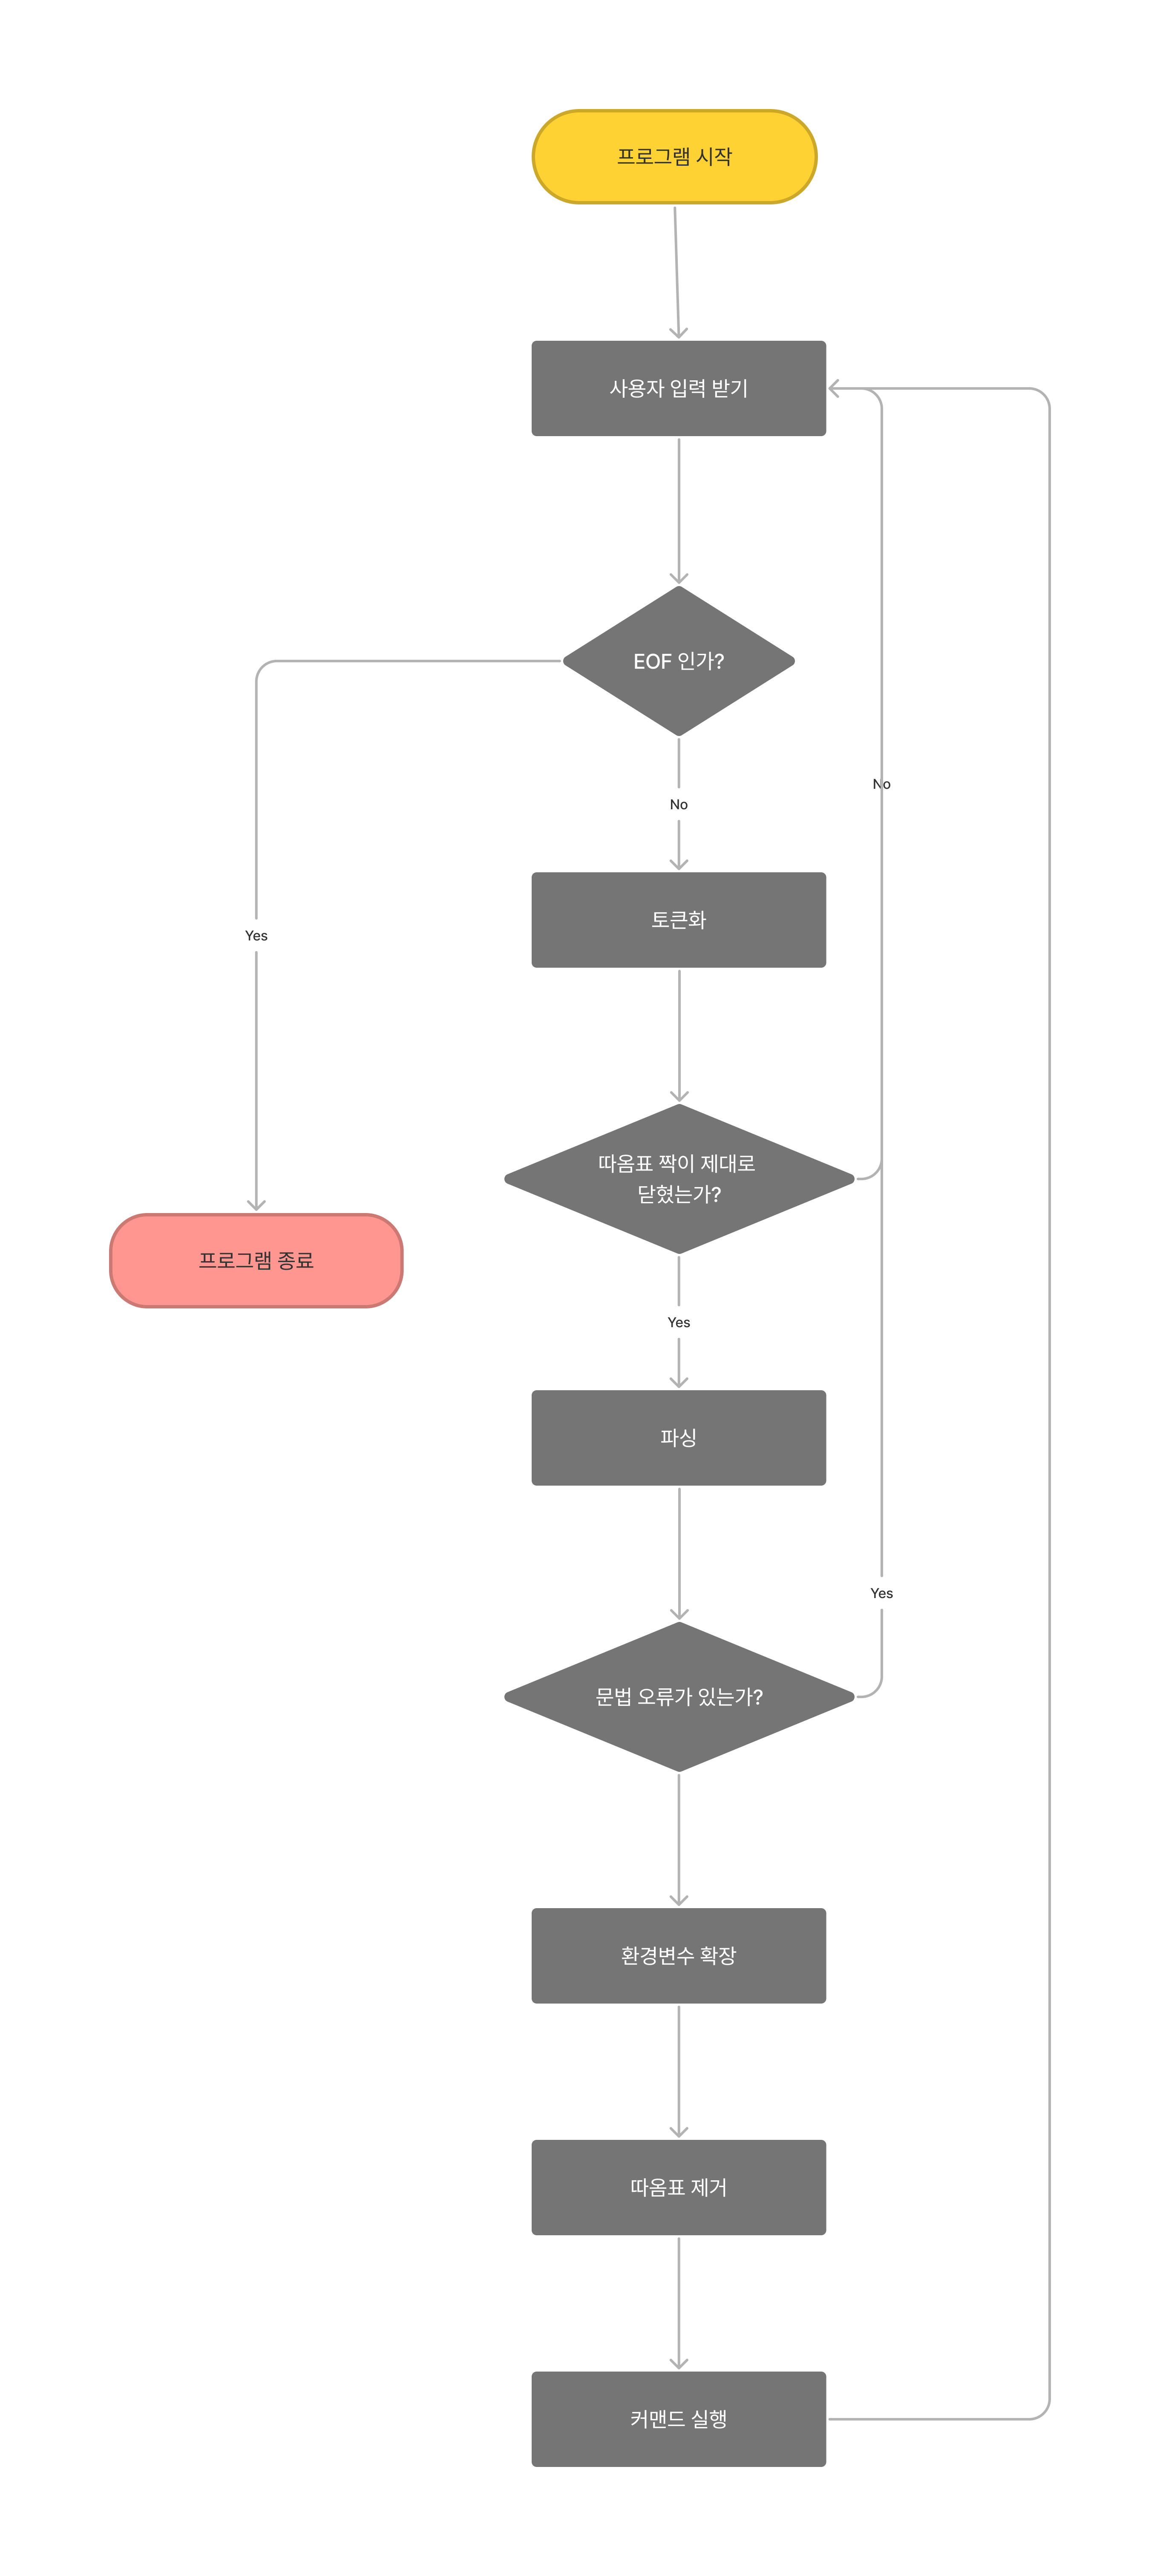 프로그램 시작
사용자 입력 받기
EOF 인가?
No
No
토큰화
Yes
따옴표 짝이 제대로
닫혔는가?
프로그램 종료
Yes
파싱
Yes
문법 오류가 있는가?
환경변수 확장
따옴표 제거
커맨드 실행